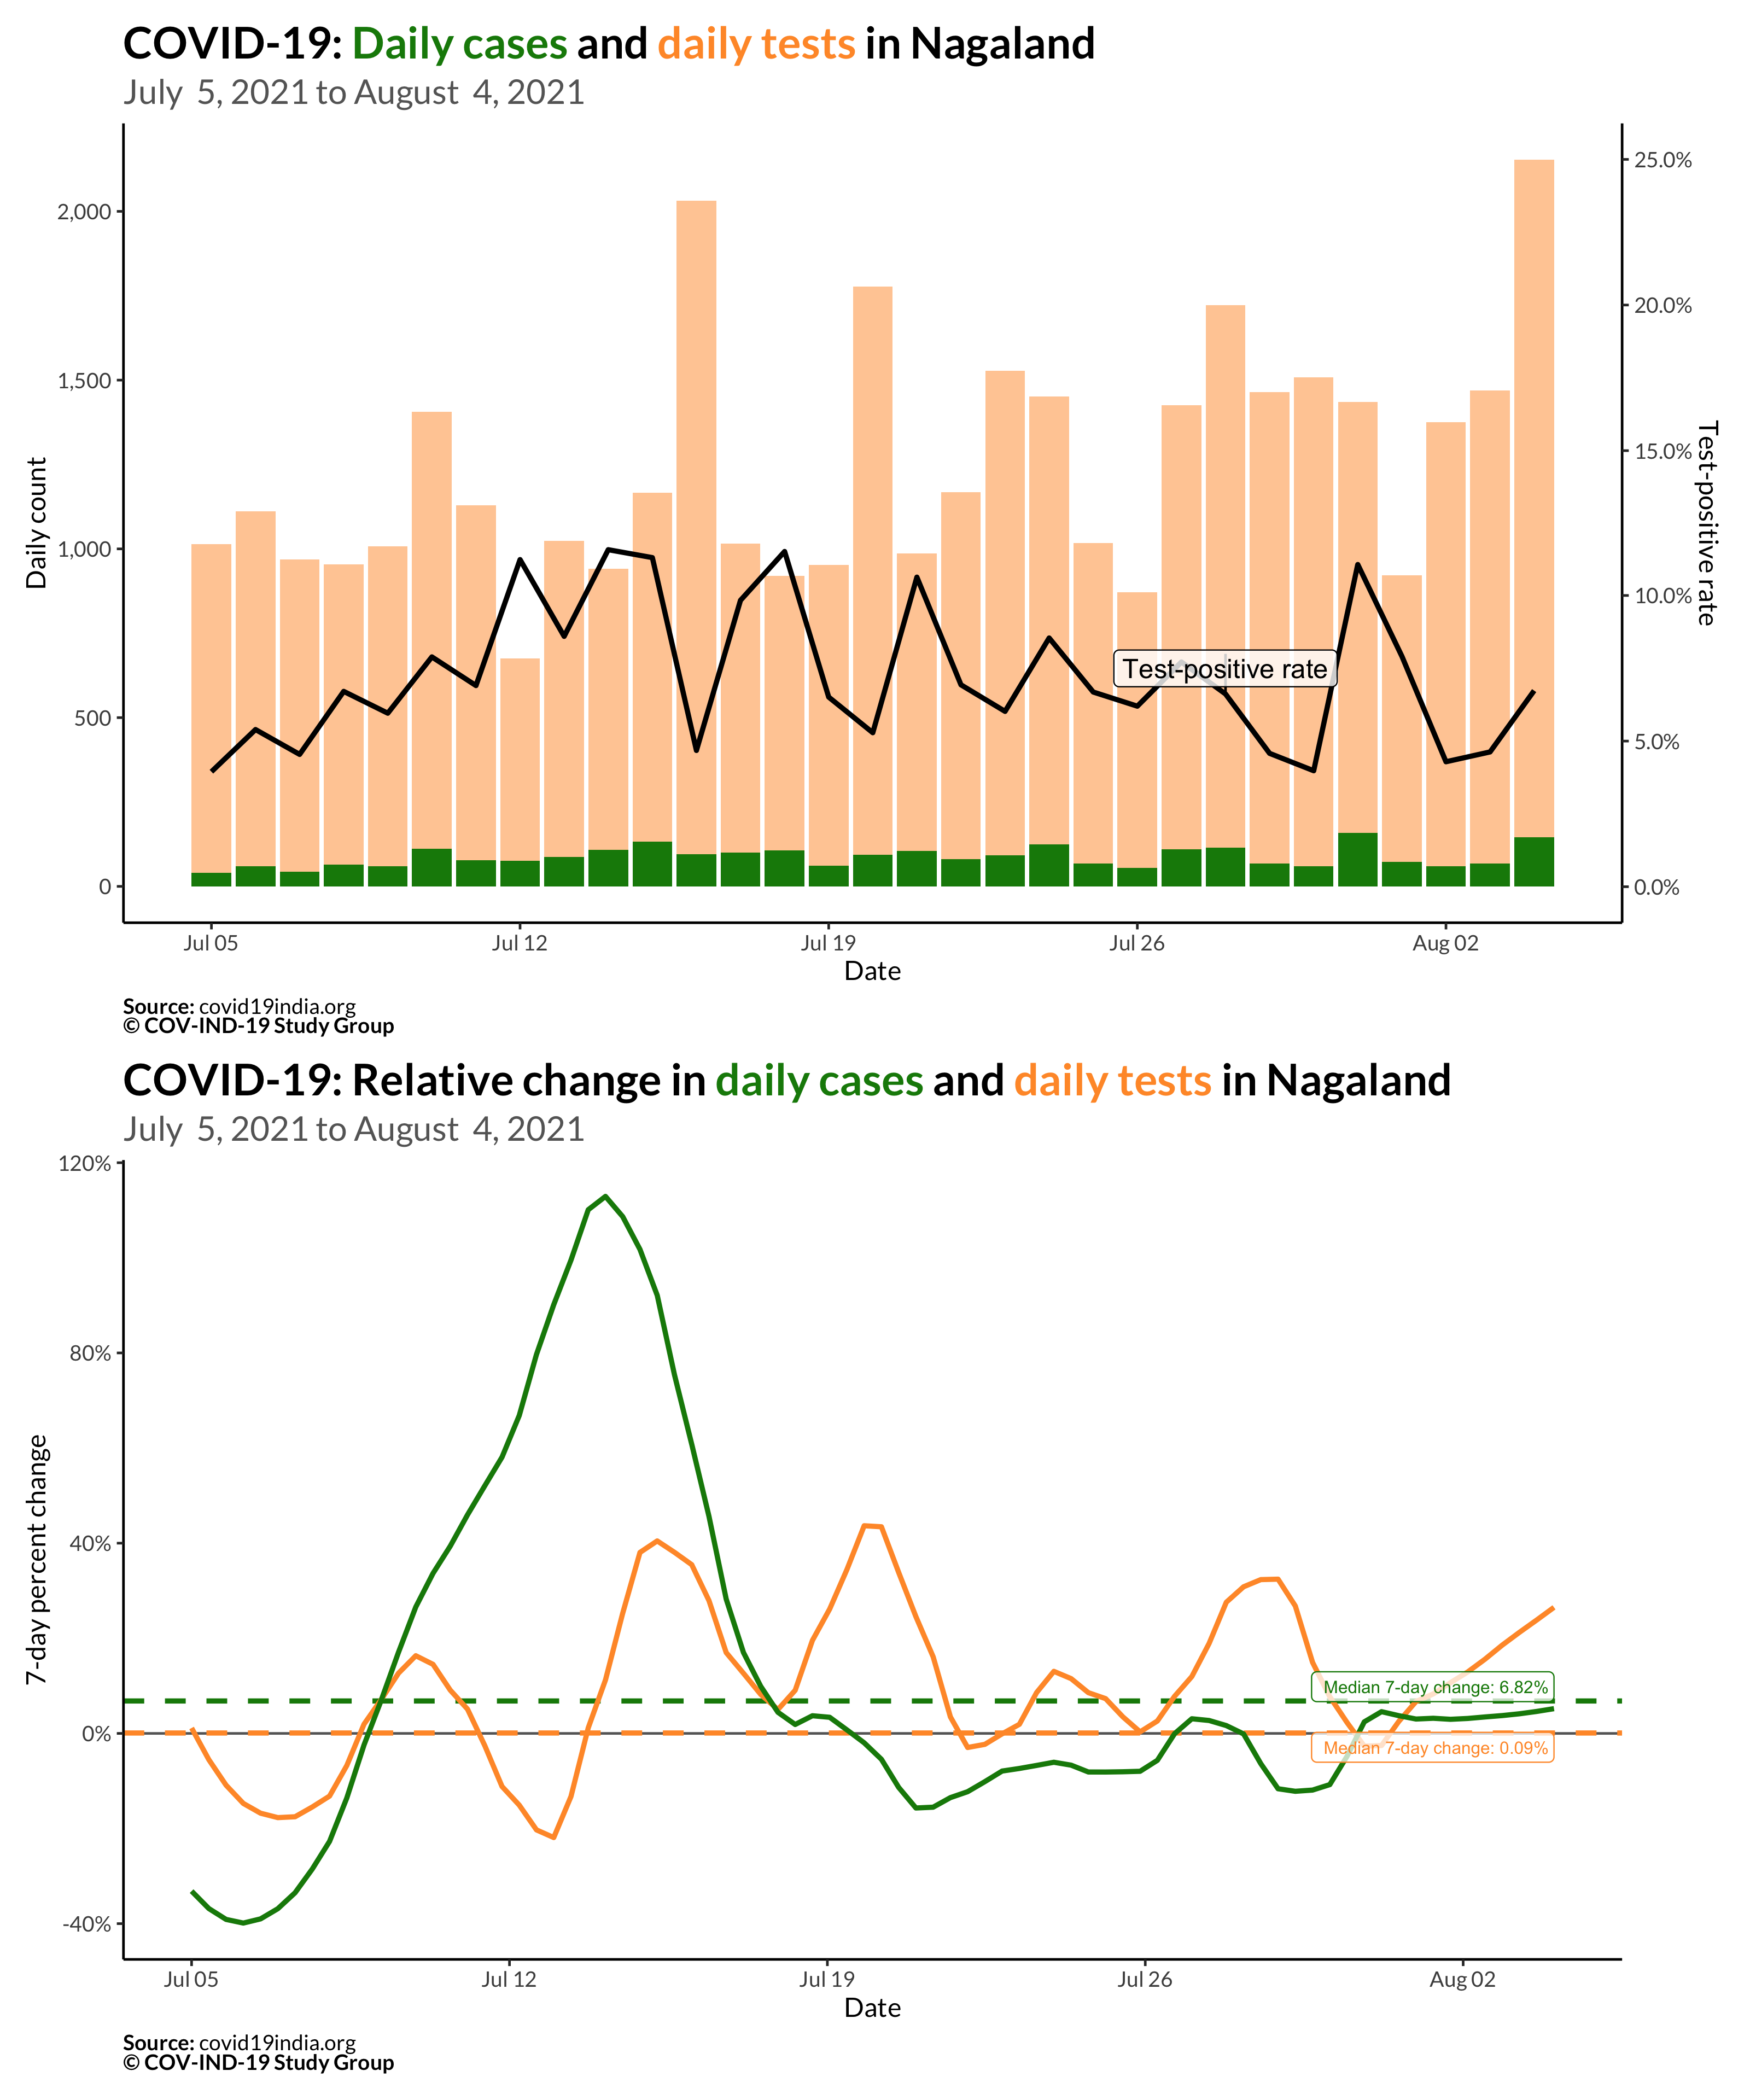 COVID-19: Daily cases and daily tests in Nagaland
July 5, 2021 to August 4, 2021
2,000
1,500
1,000
500
0
Daily count
25.0%
20.0%
15.0%
10.0%
5.0%
0.0%
Test-positive rate
Test-positive rate
Jul 05 Jul 12 Jul 19 Jul 26 Aug 02
Date
Source: covid19india.org
© COV-IND-19 Study Group
COVID-19: Relative change in daily cases and daily tests in Nagaland
July 5, 2021 to August 4, 2021
120%
80%
40%
0%
-40%
7-day percent change
Median 7-day change: 6.82%
Median 7-day change: 0.09%
Jul 05 Jul 12 Jul 19 Jul 26 Aug 02
Date
Source: covid19india.org
© COV-IND-19 Study Group